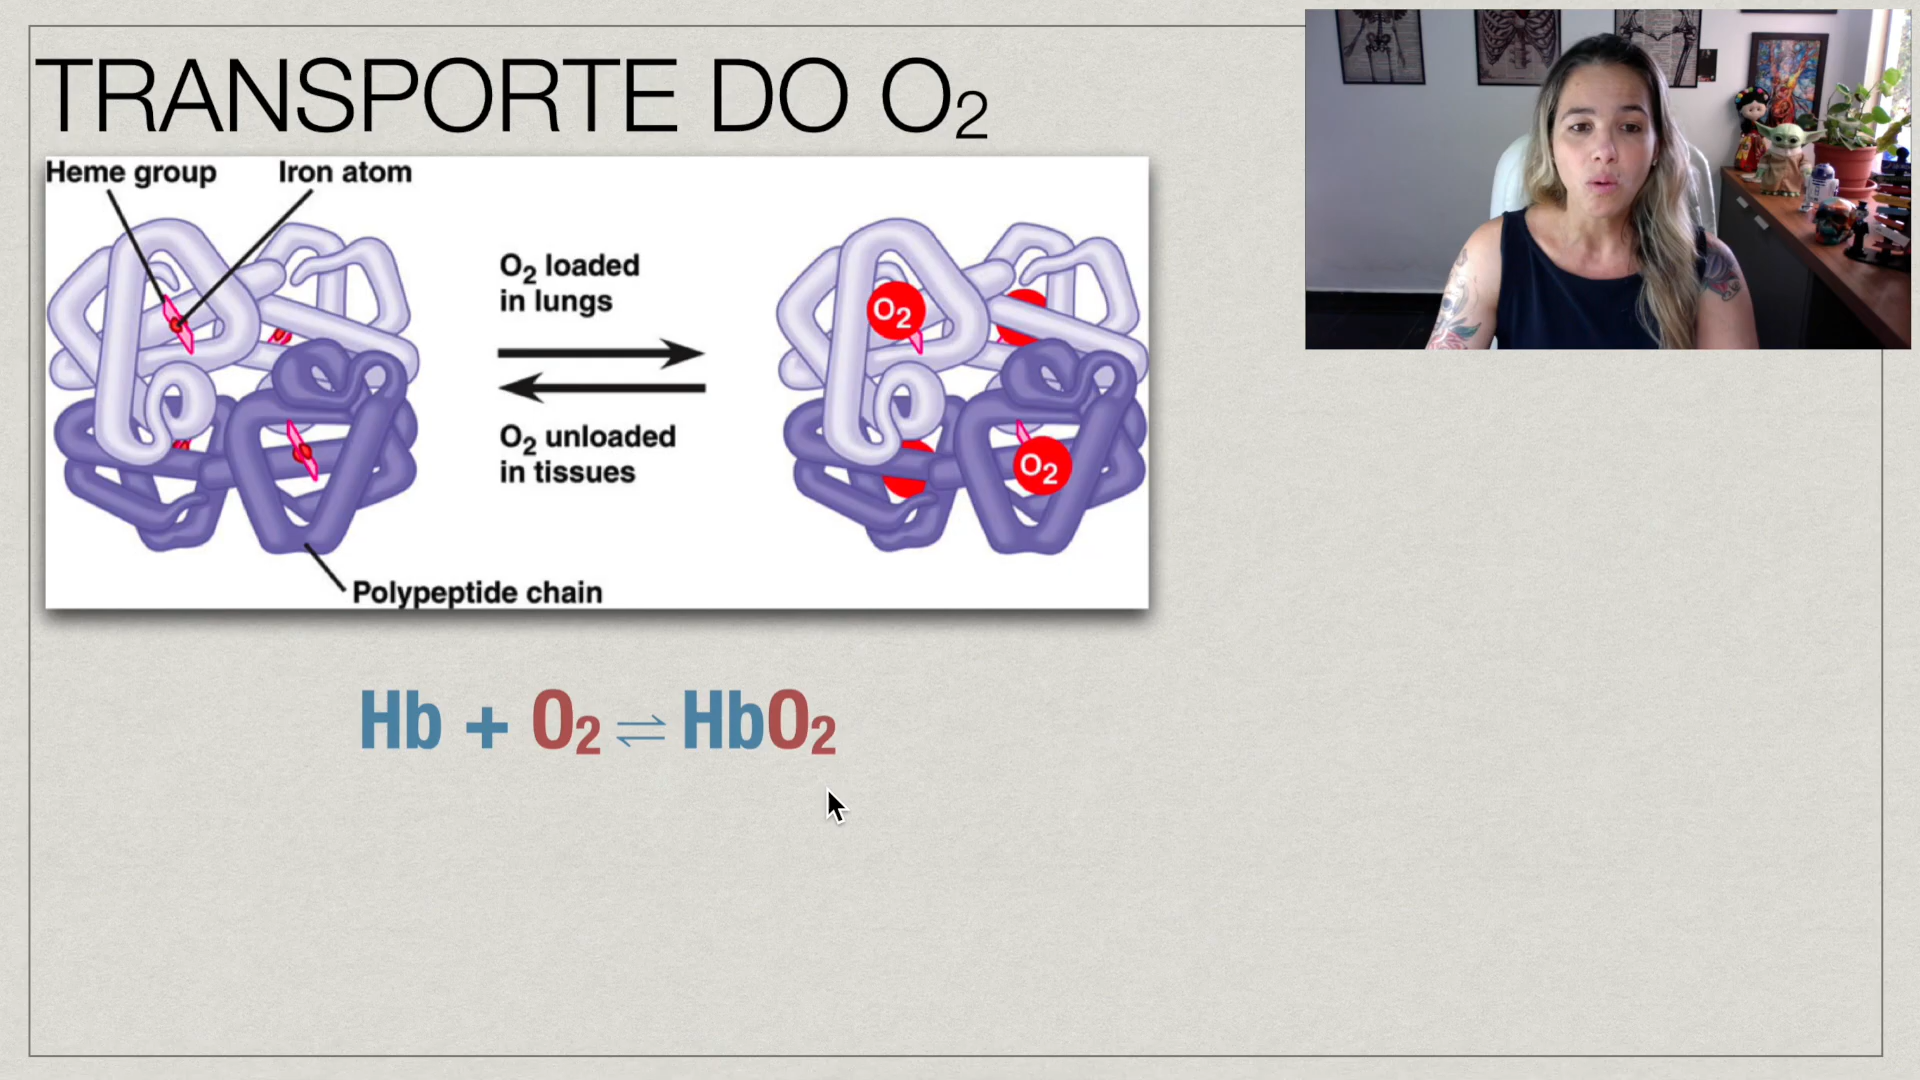 TRANSPORTE DO O₂
Heme group
Iron atom
O₂ loaded
in lungs
O₂ unloaded
in tissues
O₂
O₂
Polypeptide chain
Hb + O₂ ⇌ HbO₂